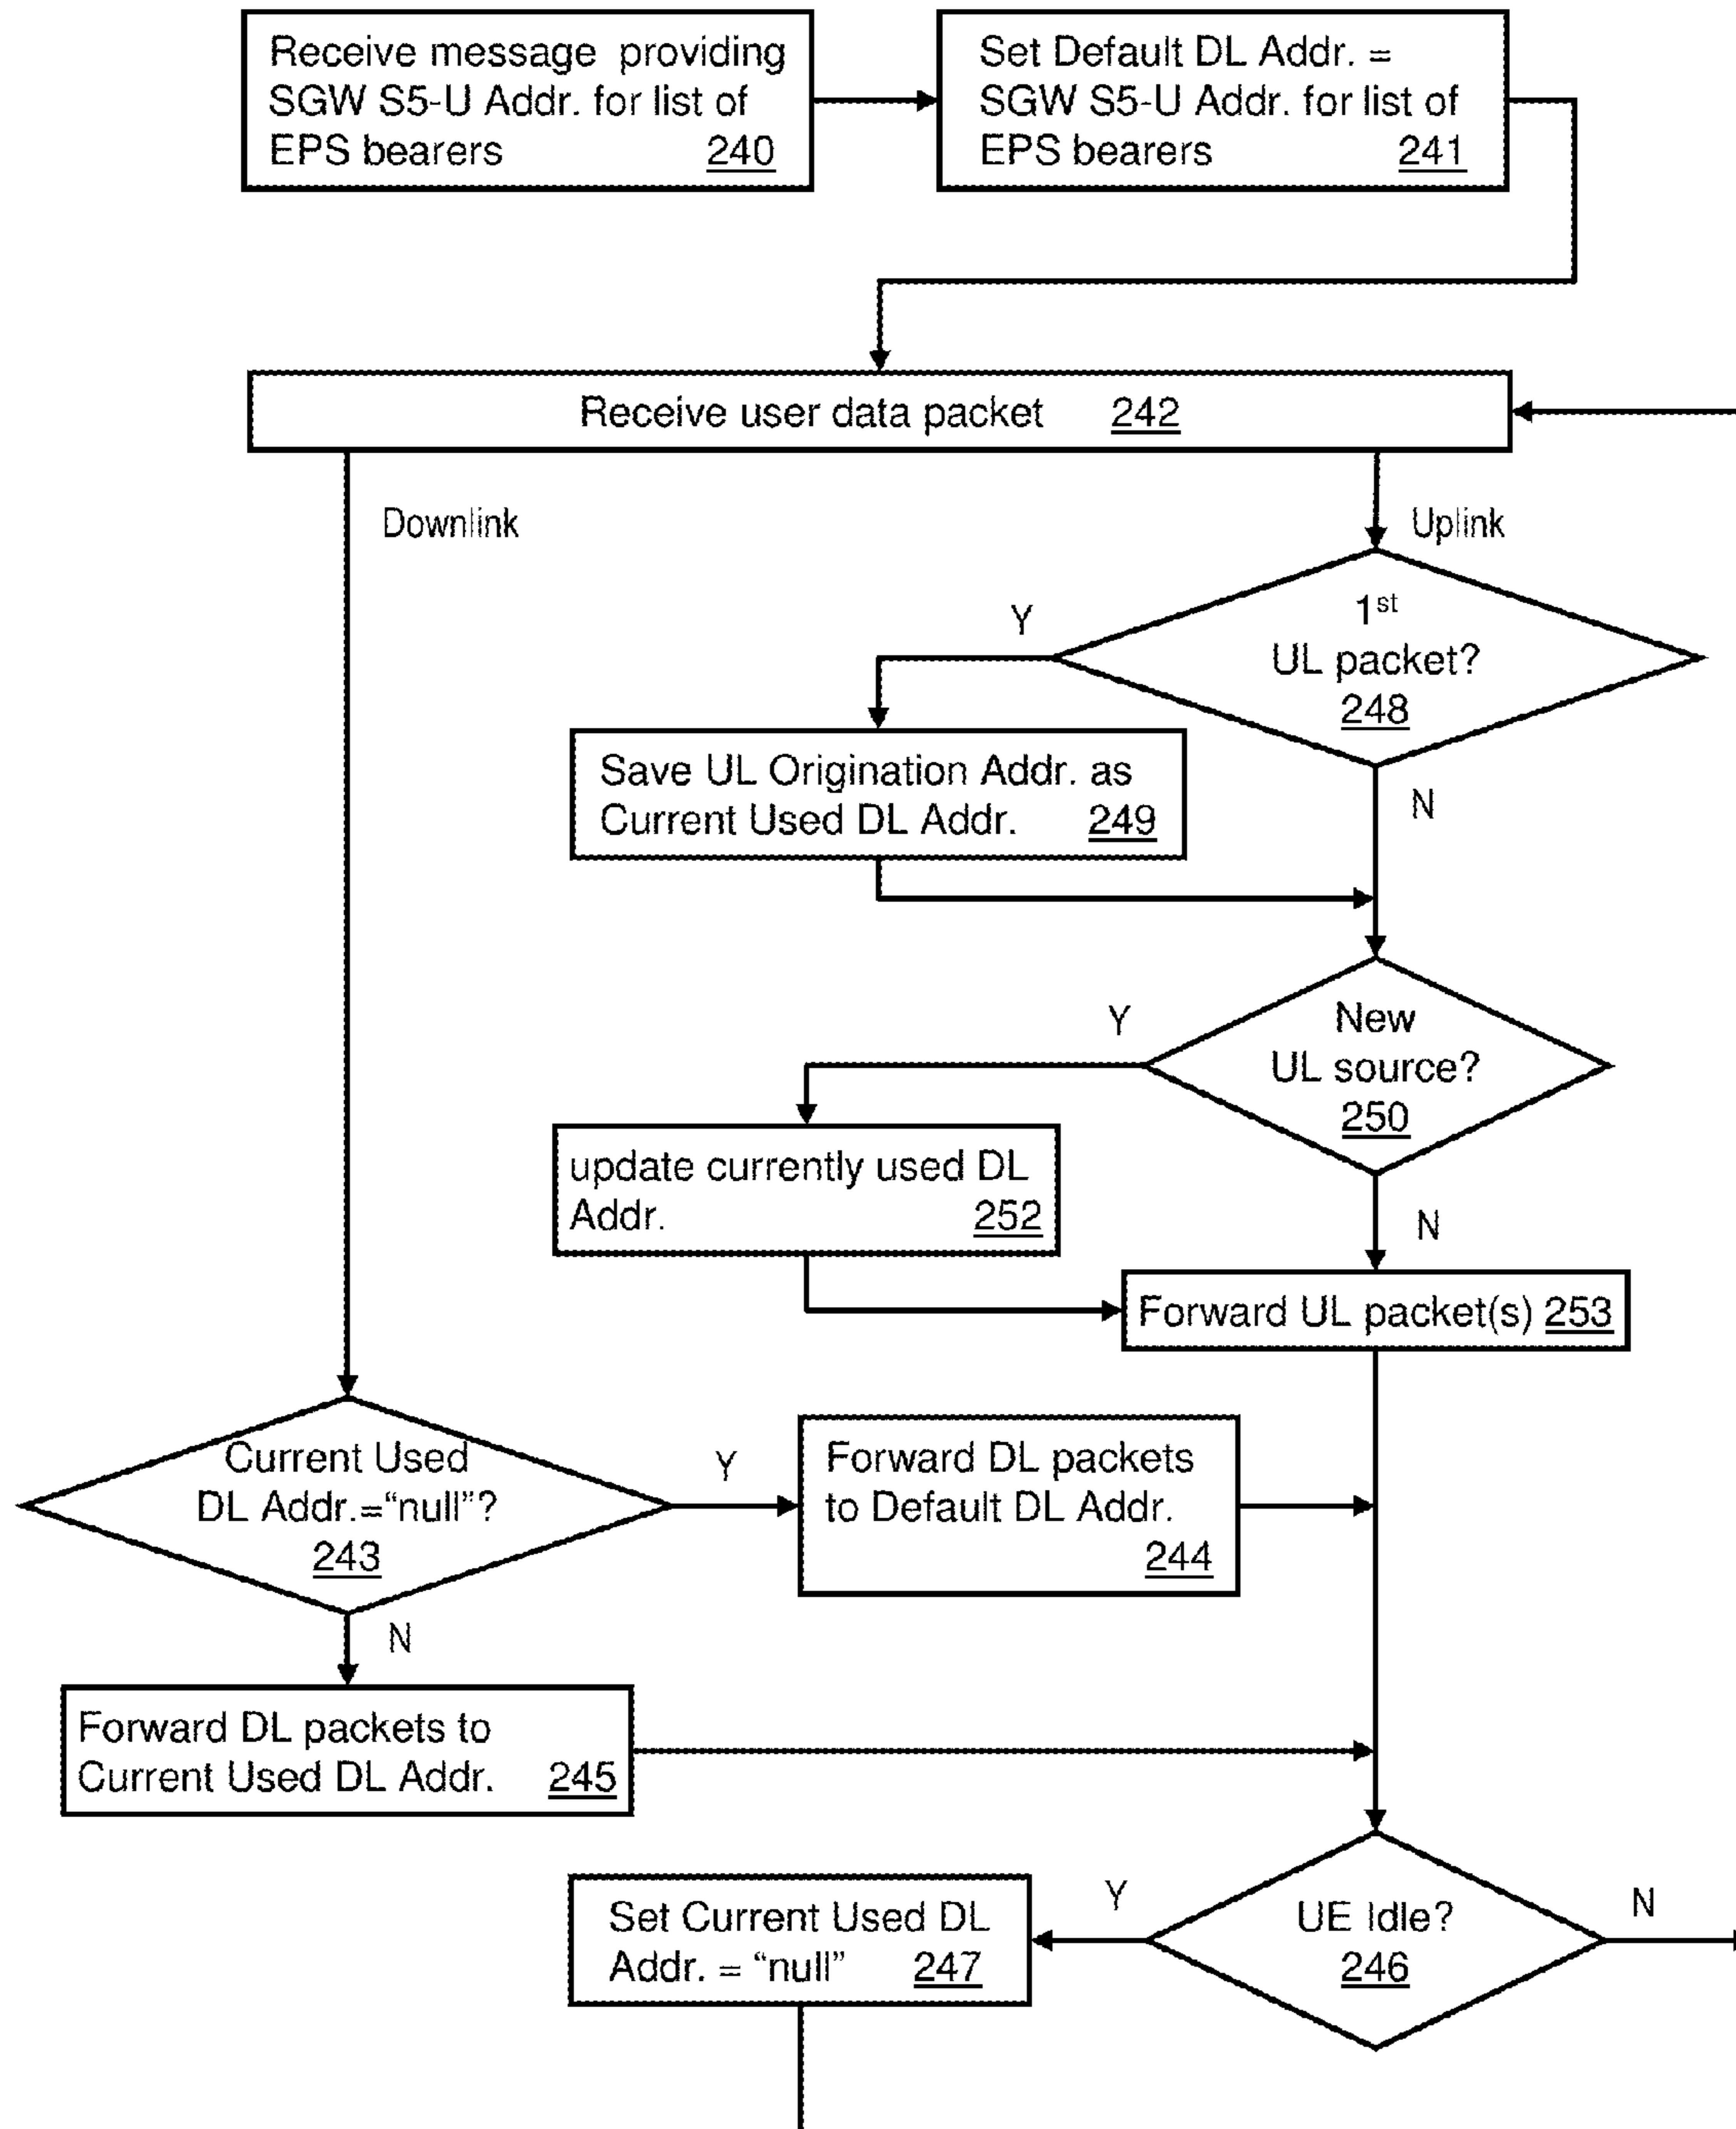 Receive message providing
SGW S5-U Addr. for list of
EPS bearers 240
Set Default DL Addr. =
SGW S5-U Addr. for list of
EPS bearers 241
Receive user data packet 242
Downlink
Uplink
1st
UL packet?
248
Y
N
Save UL Origination Addr. as
Current Used DL Addr. 249
New
UL source?
250
Y
N
update currently used DL
Addr. 252
Forward UL packet(s) 253
Current Used
DL Addr.="null"?
243
Y
N
Forward DL packets
to Default DL Addr.
244
Forward DL packets to
Current Used DL Addr. 245
UE Idle?
246
Y
N
Set Current Used DL
Addr. = "null" 247